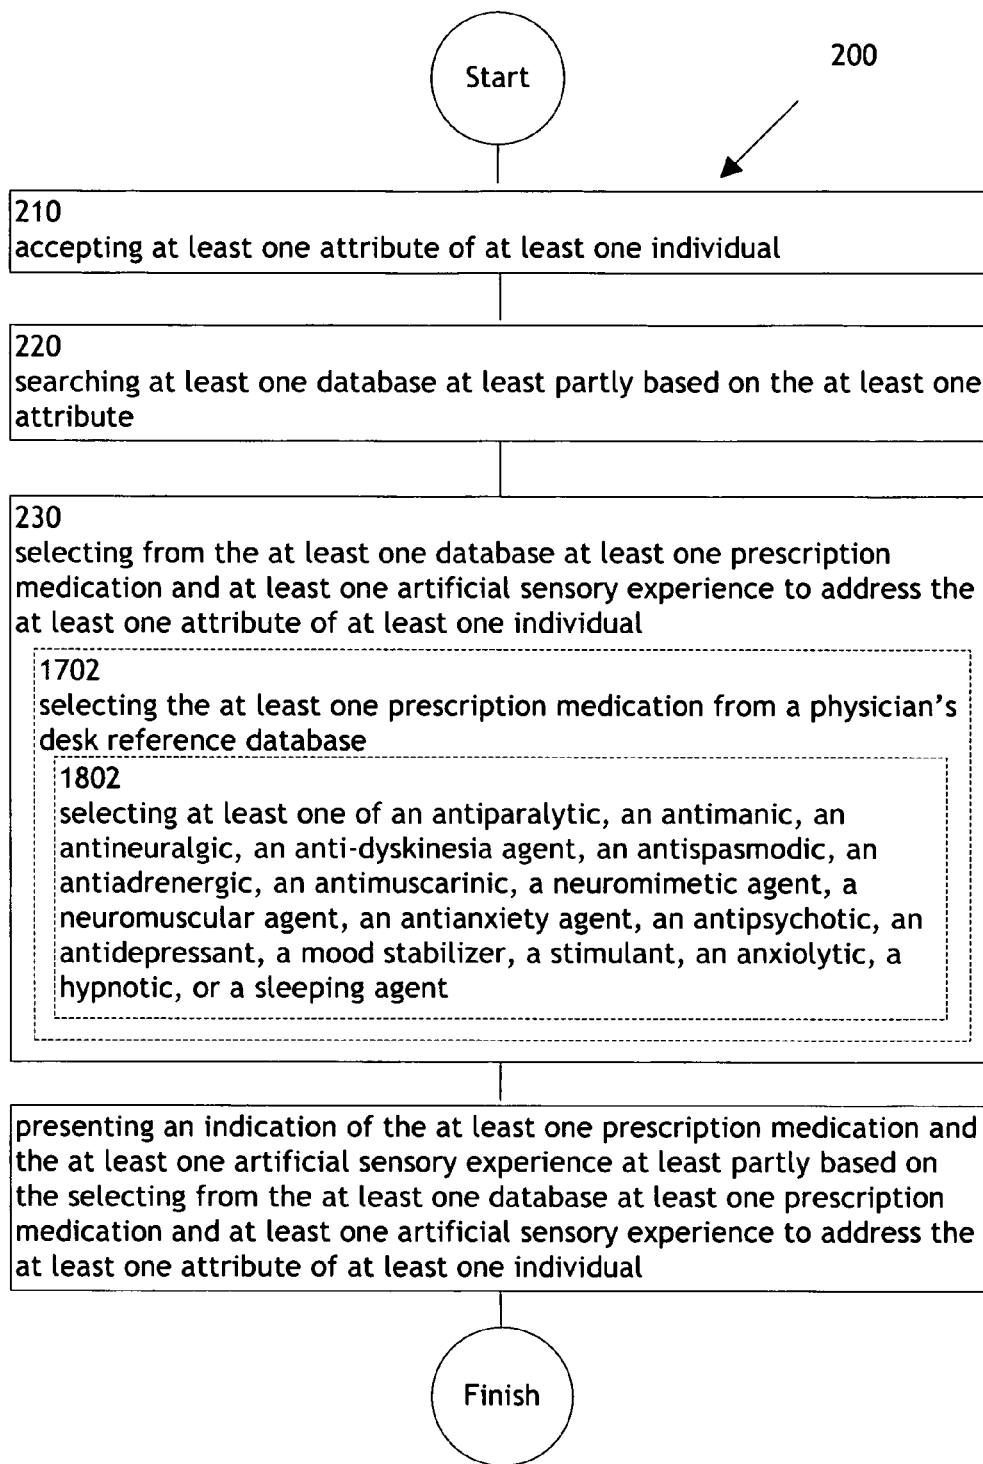 Start
200
210
accepting at least one attribute of at least one individual
220
searching at least one database at least partly based on the at least one
attribute
230
selecting from the at least one database at least one prescription
medication and at least one artificial sensory experience to address the
at least one attribute of at least one individual
1702
selecting the at least one prescription medication from a physician's
desk reference database
1802
selecting at least one of an antiparalytic, an antimanic, an
antineuralgic, an anti-dyskinesia agent, an antispasmodic, an
antiadrenergic, an antimuscarinic, a neuromimetic agent, a
neuromuscular agent, an antianxiety agent, an antipsychotic, an
antidepressant, a mood stabilizer, a stimulant, an anxiolytic, a
hypnotic, or a sleeping agent
presenting an indication of the at least one prescription medication and
the at least one artificial sensory experience at least partly based on
the selecting from the at least one database at least one prescription
medication and at least one artificial sensory experience to address the
at least one attribute of at least one individual
Finish